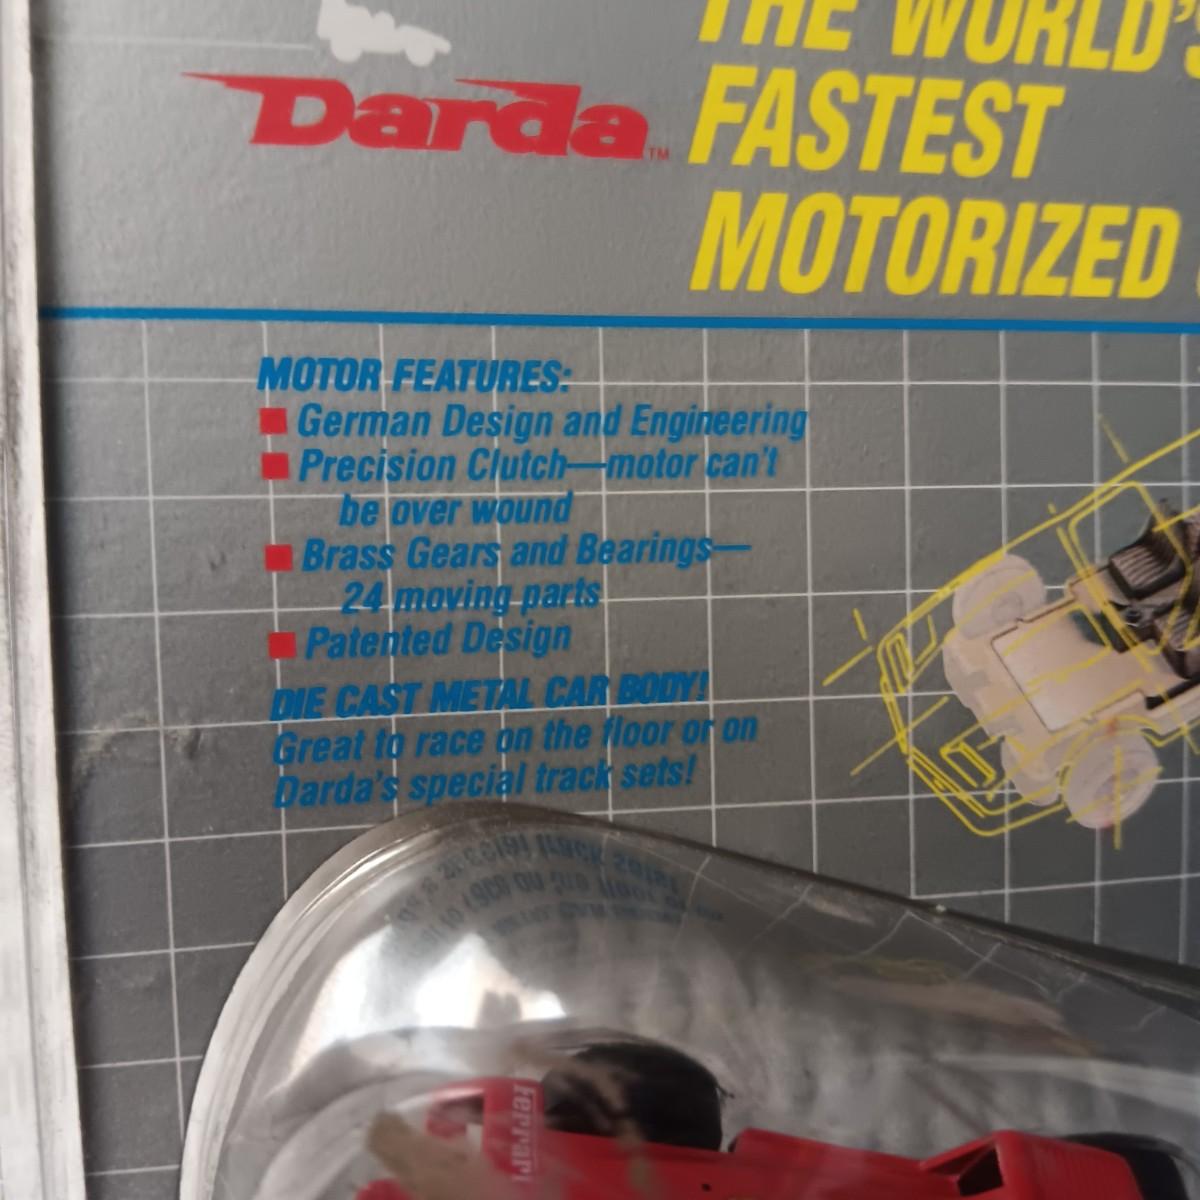 THE WORLD'S
FASTEST
MOTORIZED
Darda™
MOTOR FEATURES:
German Design and Engineering
Precision Clutch—motor can't
be over wound
Brass Gears and Bearings—
24 moving parts
Patented Design
DIE CAST METAL CAR BODY!
Great to race on the floor or on
Darda's special track sets!
Ferrari